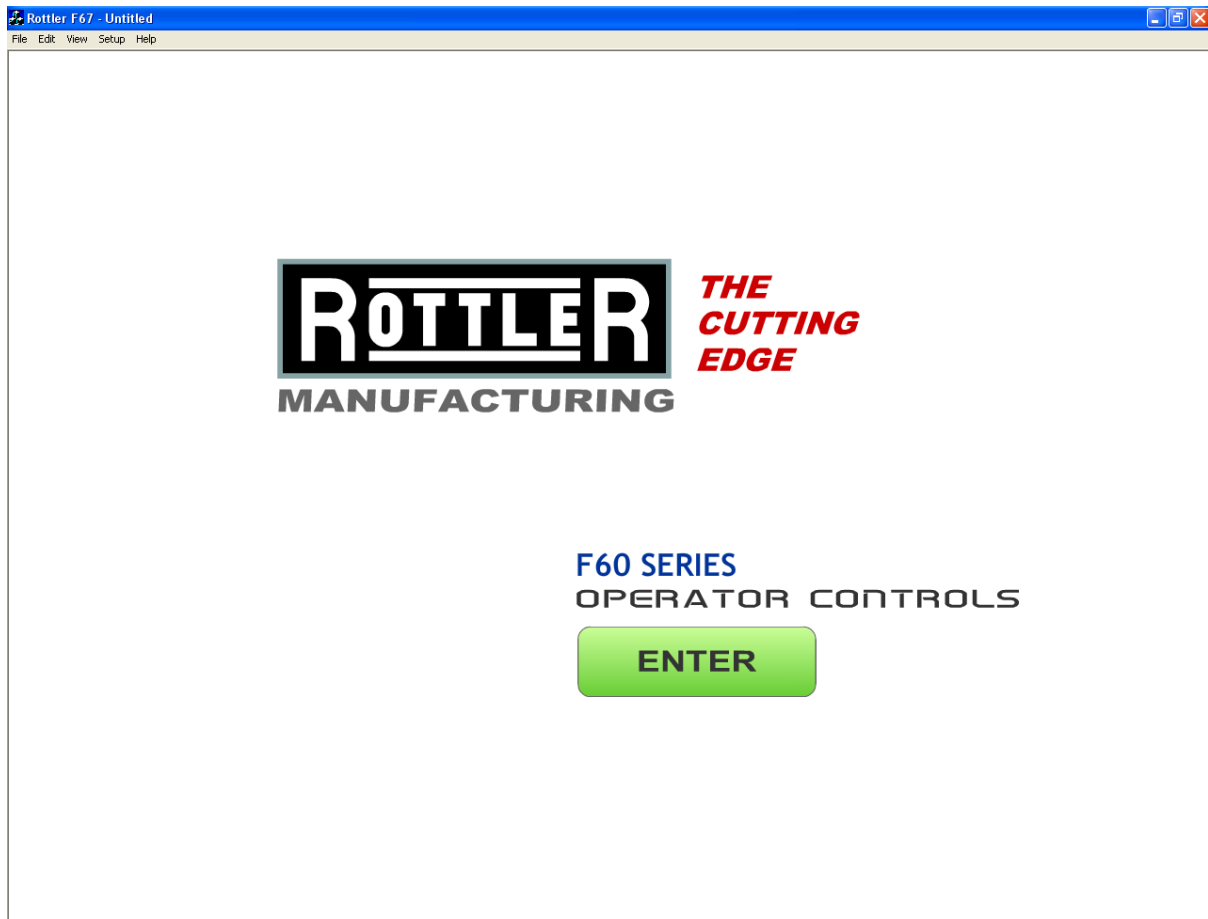 Rottler F67 - Untitled
File Edit View Setup Help
ROTTLER
MANUFACTURING
THE
CUTTING
EDGE
F60 SERIES
OPERATOR CONTROLS
ENTER